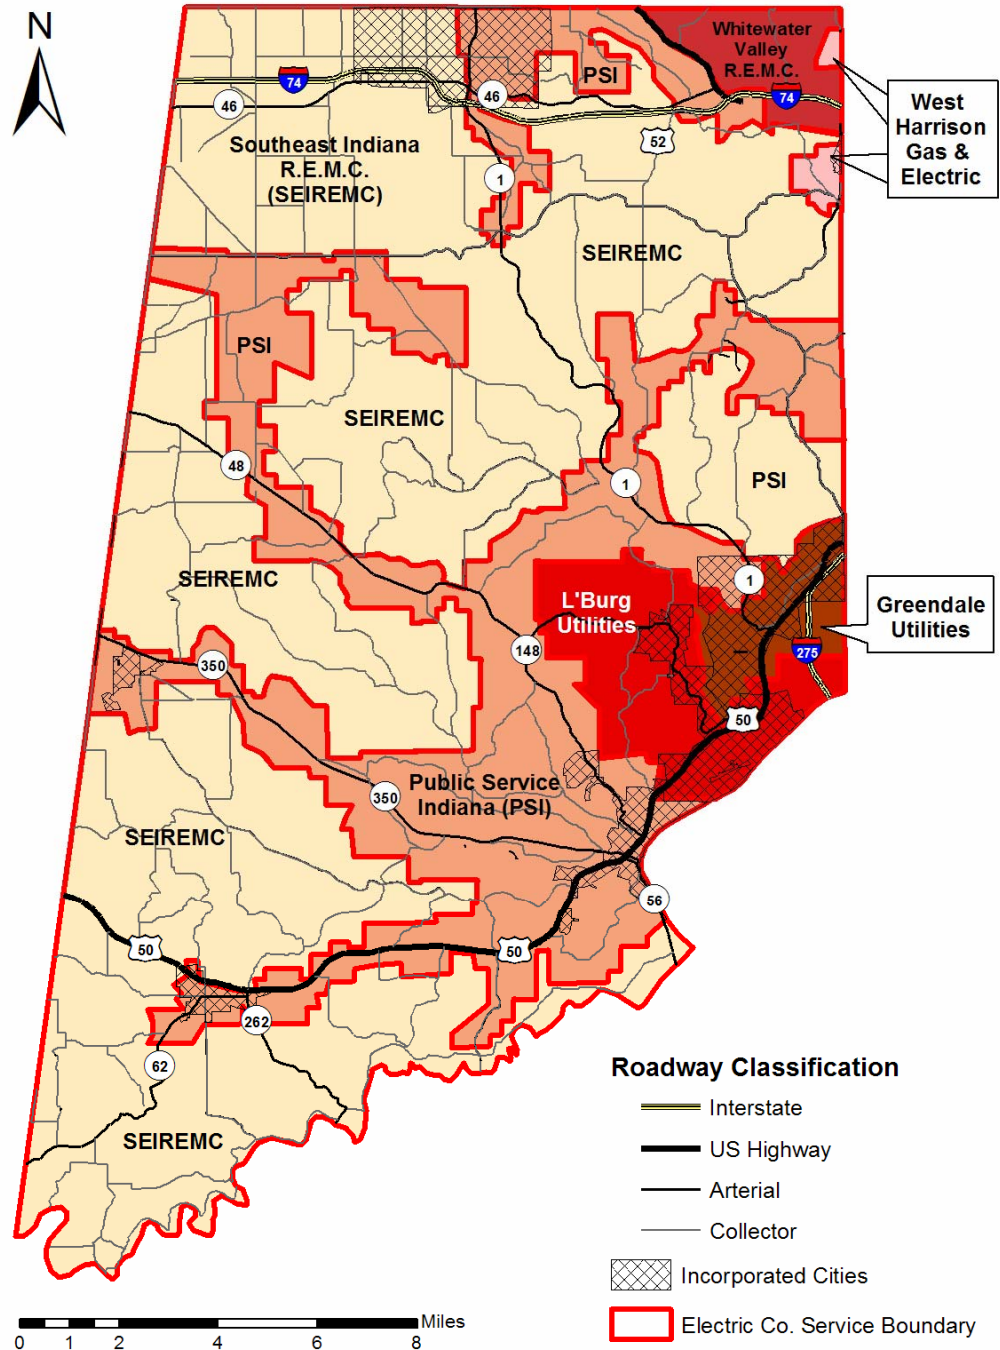 N
Whitewater
Valley
R.E.M.C.
PSI
74
46
46
74
West
Harrison
Gas &
Electric
52
Southeast Indiana
R.E.M.C.
(SEIREMC)
1
SEIREMC
PSI
SEIREMC
48
1
PSI
SEIREMC
1
L'Burg
Utilities
Greendale
Utilities
148
275
350
50
Public Service
Indiana (PSI)
350
SEIREMC
56
50
50
262
62
SEIREMC
Roadway Classification
Interstate
US Highway
Arterial
Collector
Incorporated Cities
Electric Co. Service Boundary
Miles
0 1 2 4 6 8